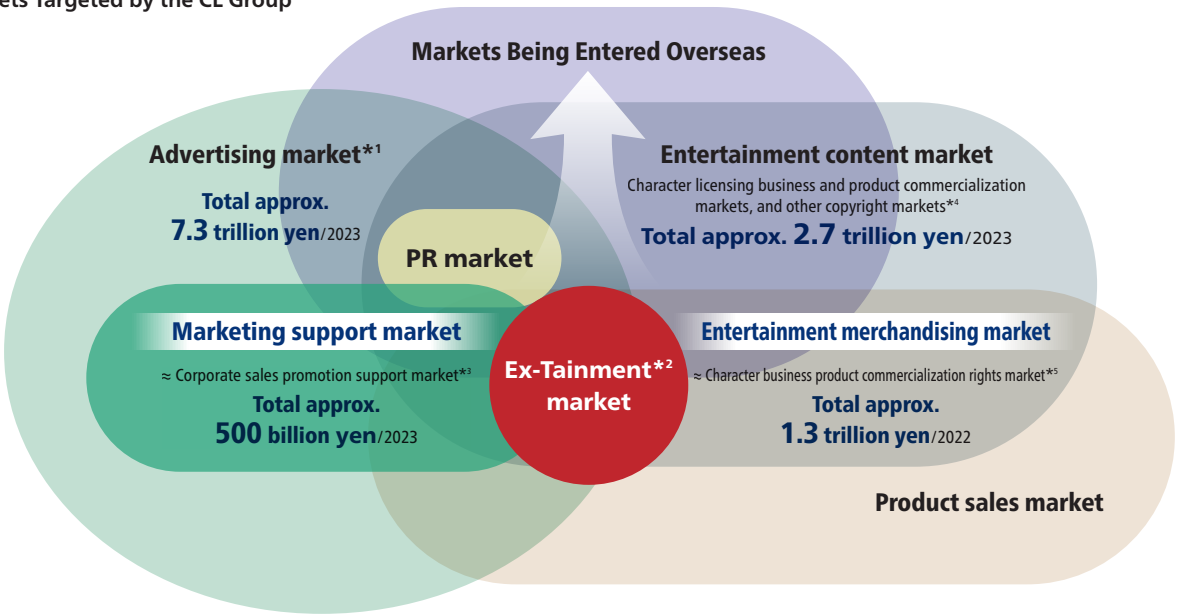 Targeted by the CL Group
Markets Being Entered Overseas
Advertising market*1
Total approx.
7.3 trillion yen/2023
Entertainment content market
Character licensing business and product commercialization
markets, and other copyright markets*4
Total approx. 2.7 trillion yen/2023
PR market
Marketing support market
≈ Corporate sales promotion support market*3
Total approx.
500 billion yen/2023
Ex-Tainment*2
market
Entertainment merchandising market
≈ Character business product commercialization rights market*5
Total approx.
1.3 trillion yen/2022
Product sales market